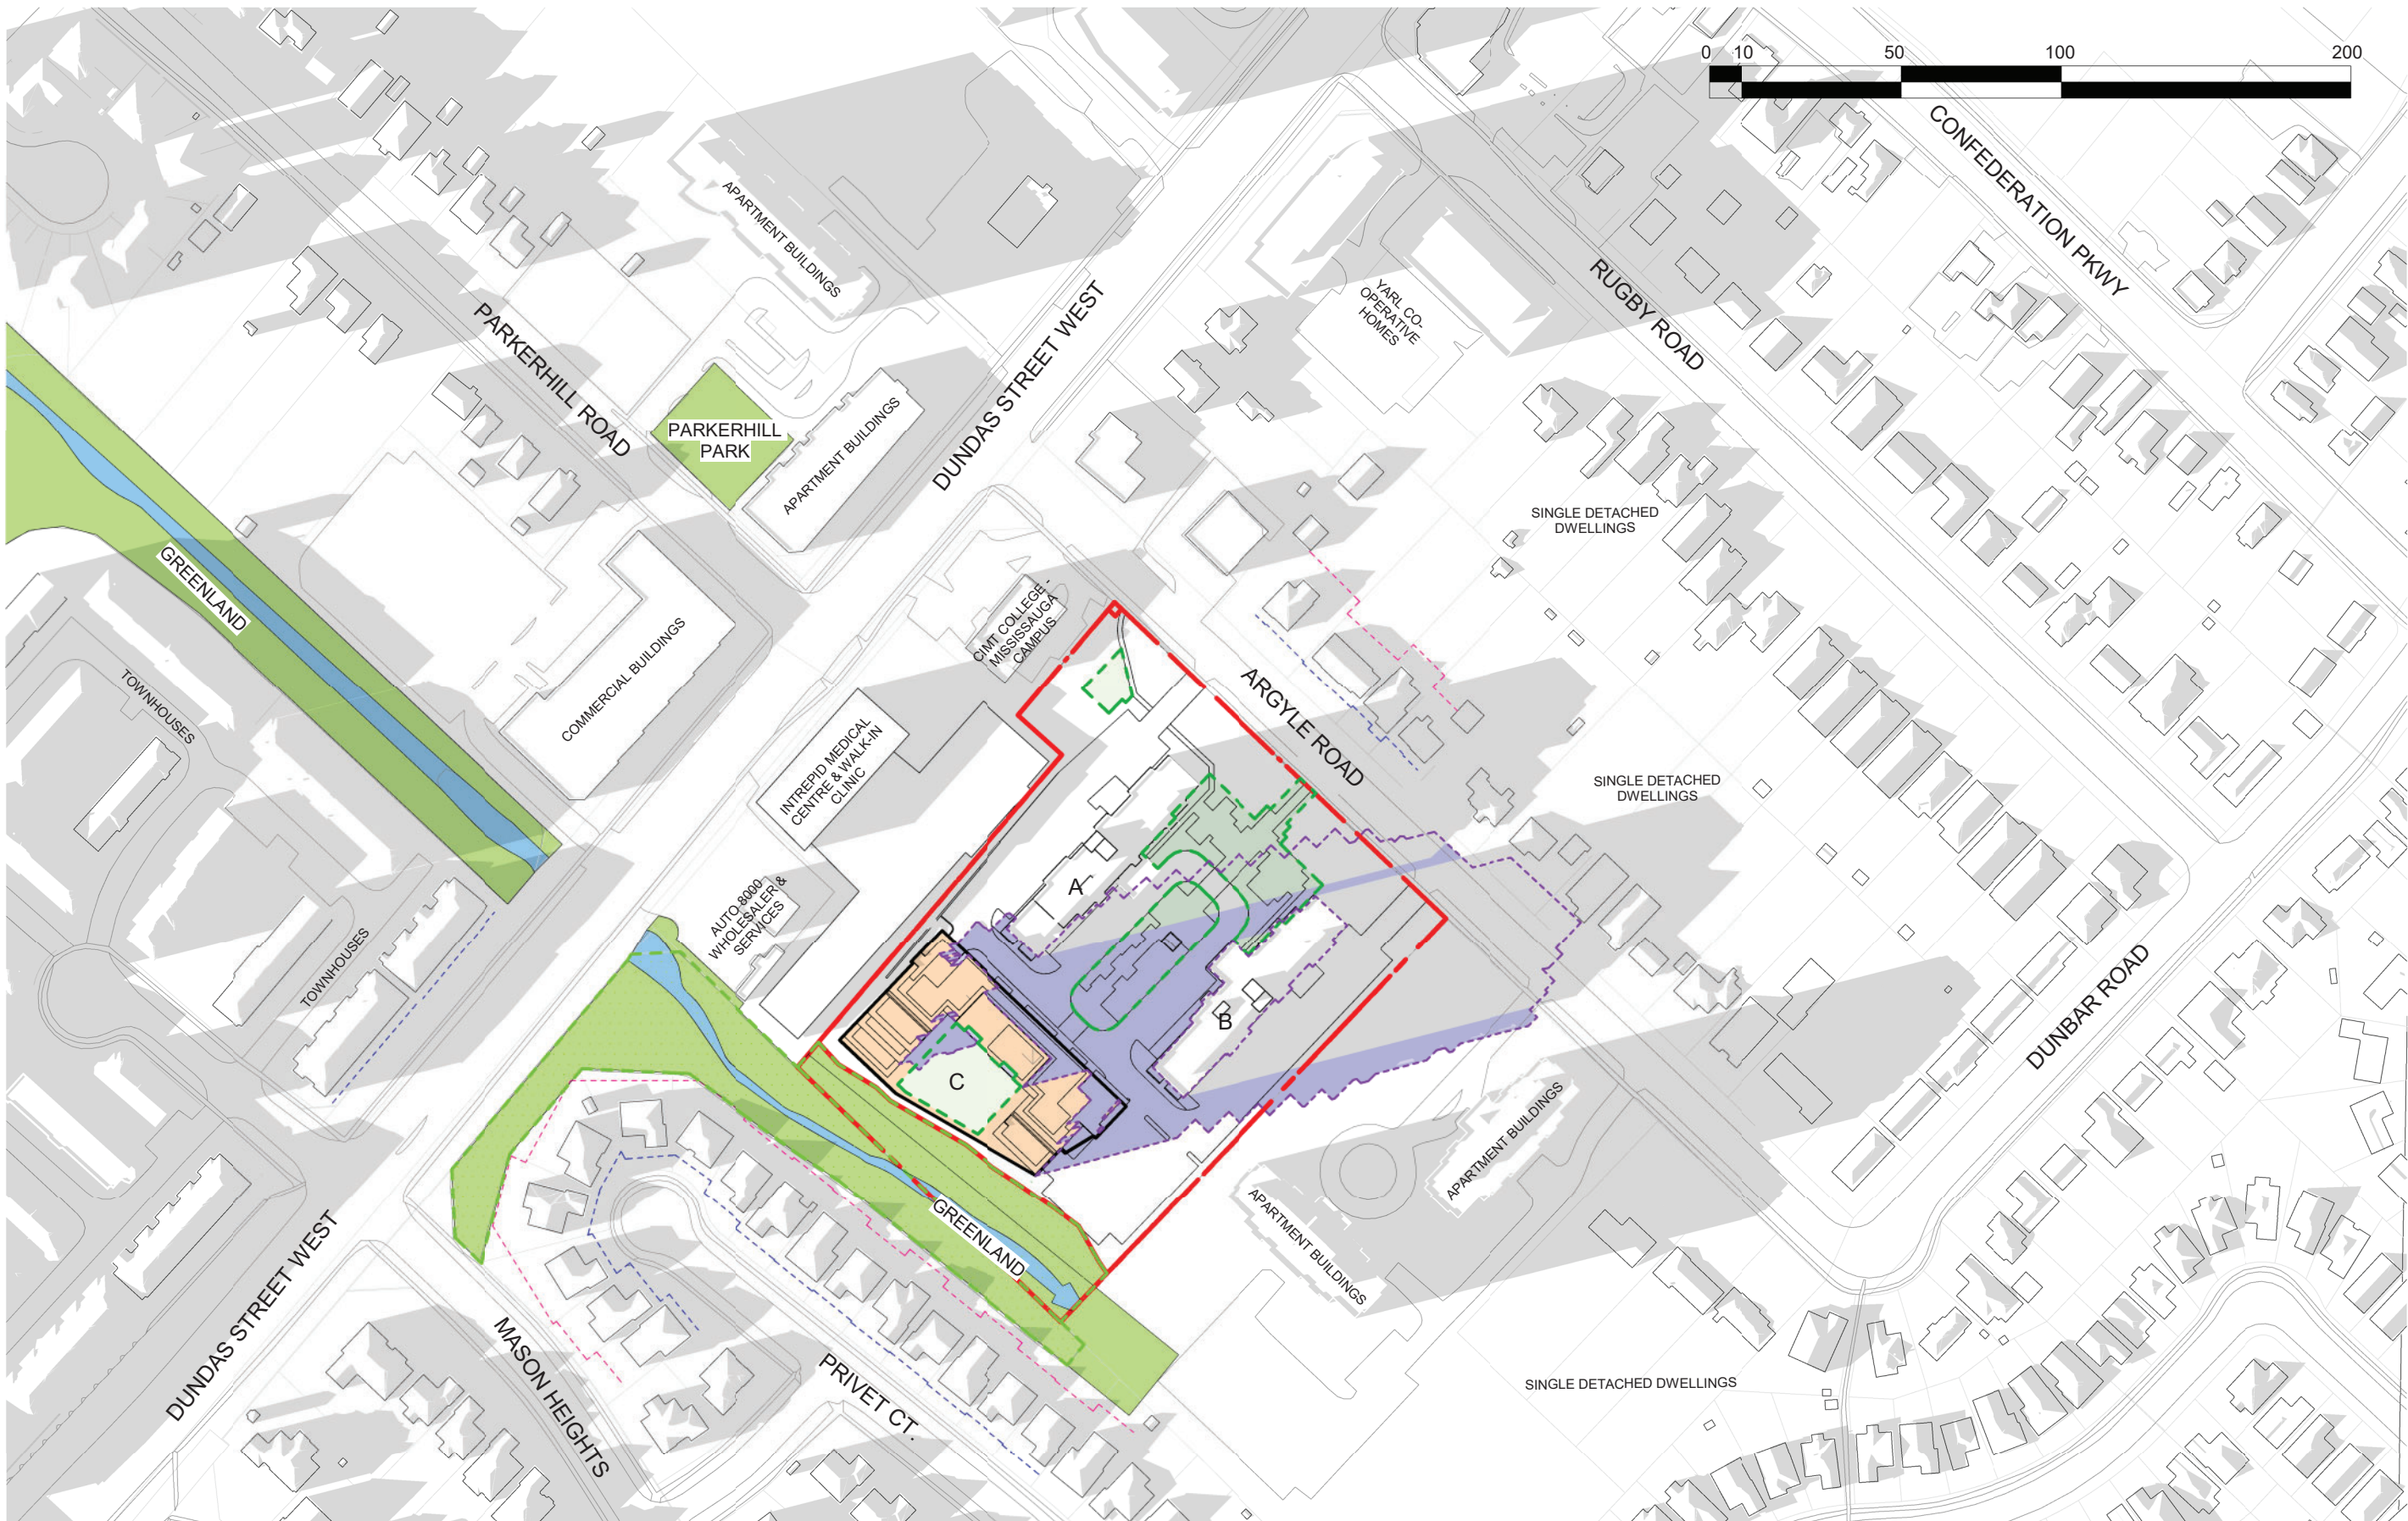 0 10 50 100 200
CONFEDERATION PKWY
APARTMENT BUILDINGS
RUGBY ROAD
YARL CO-
OPERATIVE
HOMES
PARKERHILL ROAD
DUNDAS STREET WEST
PARKERHILL
PARK
APARTMENT BUILDINGS
SINGLE DETACHED
DWELLINGS
GREENLAND
CIMT COLLEGE -
MISSISSAUGA
CAMPUS
COMMERCIAL BUILDINGS
TOWNHOUSES
ARGYLE ROAD
INTREPID MEDICAL
CENTRE & WALK-IN
CLINIC
SINGLE DETACHED
DWELLINGS
A
AUTO 8000
WHOLESALER &
SERVICES
TOWNHOUSES
B
DUNBAR ROAD
C
APARTMENT BUILDINGS
GREENLAND
APARTMENT BUILDINGS
DUNDAS STREET WEST
MASON HEIGHTS
PRIVET CT.
SINGLE DETACHED DWELLINGS